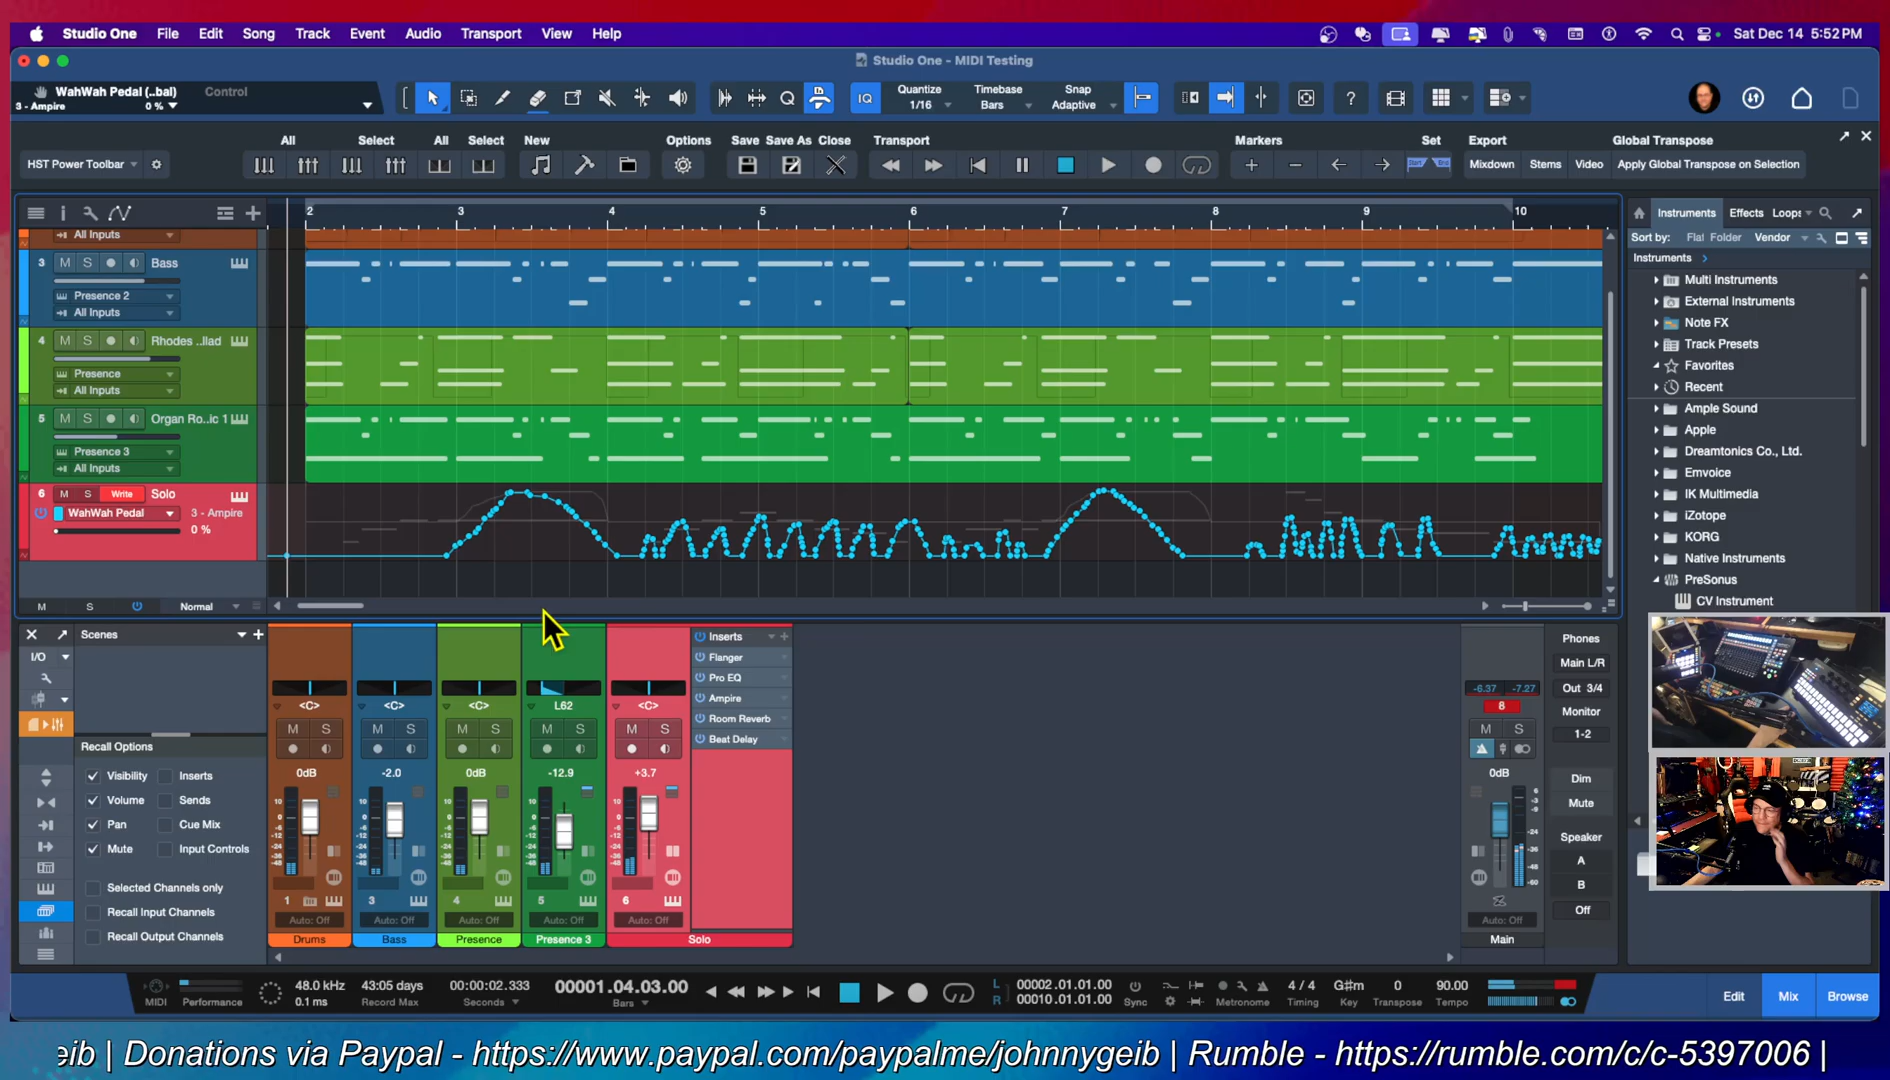 Studio One File Edit Song Track Event Audio Transport View Help
Sat Dec 14 5:52 PM
Studio One - MIDI Testing
WahWah Pedal (..bal) Control
3 - Ampire 0 %
IQ Quantize Timebase Snap
1/16 Bars Adaptive
All Select All Select New Options Save Save As Close Transport Markers Set Export Global Transpose
HST Power Toolbar
Mixdown Stems Video Apply Global Transpose on Selection
2 3 4 5 6 7 8 9 10
All Inputs
3 M S Bass
Presence 2
All Inputs
4 M S Rhodes ..llad
Presence
All Inputs
5 M S Organ Ro..ic 1
Presence 3
All Inputs
6 M S Write Solo
WahWah Pedal 3 - Ampire
0 %
M S Normal
Instruments Effects Loops
Sort by: Flat Folder Vendor
Instruments
Multi Instruments
External Instruments
Note FX
Track Presets
Favorites
Recent
Ample Sound
Apple
Dreamtonics Co., Ltd.
Emvoice
IK Multimedia
iZotope
KORG
Native Instruments
PreSonus
CV Instrument
Scenes
I/O
Recall Options
Visibility Inserts
Volume Sends
Pan Cue Mix
Mute Input Controls
Selected Channels only
Recall Input Channels
Recall Output Channels
Inserts
Flanger
Pro EQ
Ampire
Room Reverb
Beat Delay
<C> <C> <C> L62 <C>
M S M S M S M S M S
0dB -2.0 0dB -12.9 +3.7
1 3 4 5 6
Auto: Off Auto: Off Auto: Off Auto: Off Auto: Off
Drums Bass Presence Presence 3 Solo
-6.37 -7.27
8
M S
0dB
Auto: Off
Main
Phones
Main L/R
Out 3/4
Monitor
1-2
Dim
Mute
Speaker
A
B
Off
MIDI Performance
48.0 kHz
0.1 ms
43:05 days
Record Max
00:00:02.333
Seconds
00001.04.03.00
Bars
L 00002.01.01.00
R 00010.01.01.00
Sync Metronome
4 / 4
Timing
G#m
Key
0
Transpose
90.00
Tempo
Edit Mix Browse
eib | Donations via Paypal - https://www.paypal.com/paypalme/johnnygeib | Rumble - https://rumble.com/c/c-5397006 |